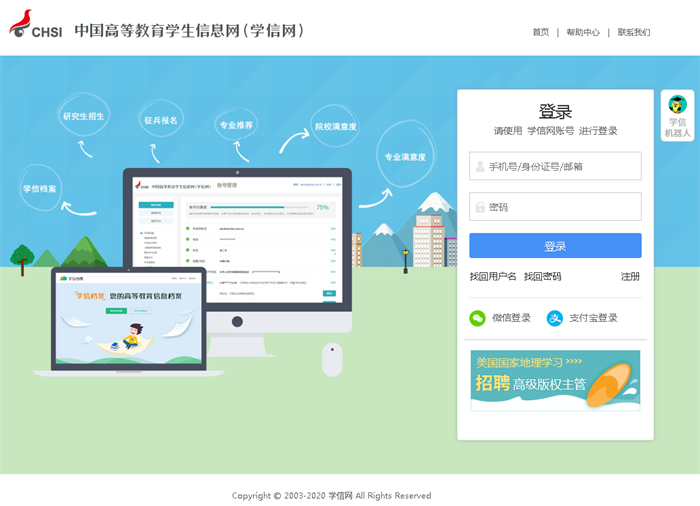 CHSI 中国高等教育学生信息网(学信网)
首页 | 帮助中心 | 联系我们
研究生招生
征兵报名
专业推荐
院校满意度
专业满意度
学信档案
账号管理
75%
学信档案
学信档案 您的高等教育信息档案
登录
请使用 学信网账号 进行登录
手机号/身份证号/邮箱
密码
登录
找回用户名 找回密码 注册
微信登录 支付宝登录
美国国家地理学习 >>>>
招聘 高级版权主管
学信
机器人
Copyright © 2003-2020 学信网 All Rights Reserved